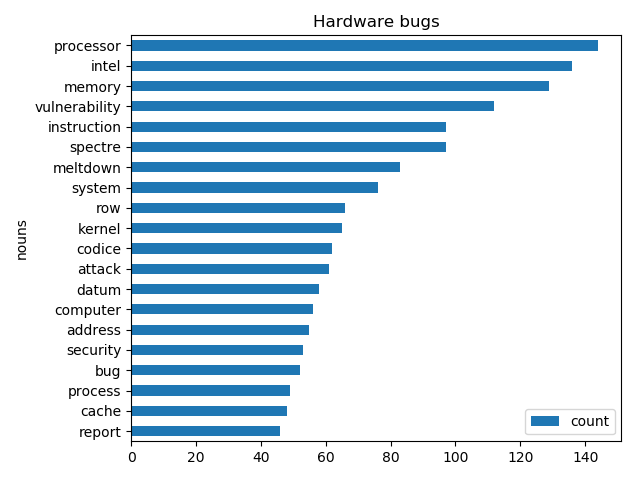 Hardware bugs
processor
intel
memory
vulnerability
instruction
spectre
meltdown
system
row
kernel
codice
attack
datum
computer
address
security
bug
process
cache
report
nouns
count
0 20 40 60 80 100 120 140